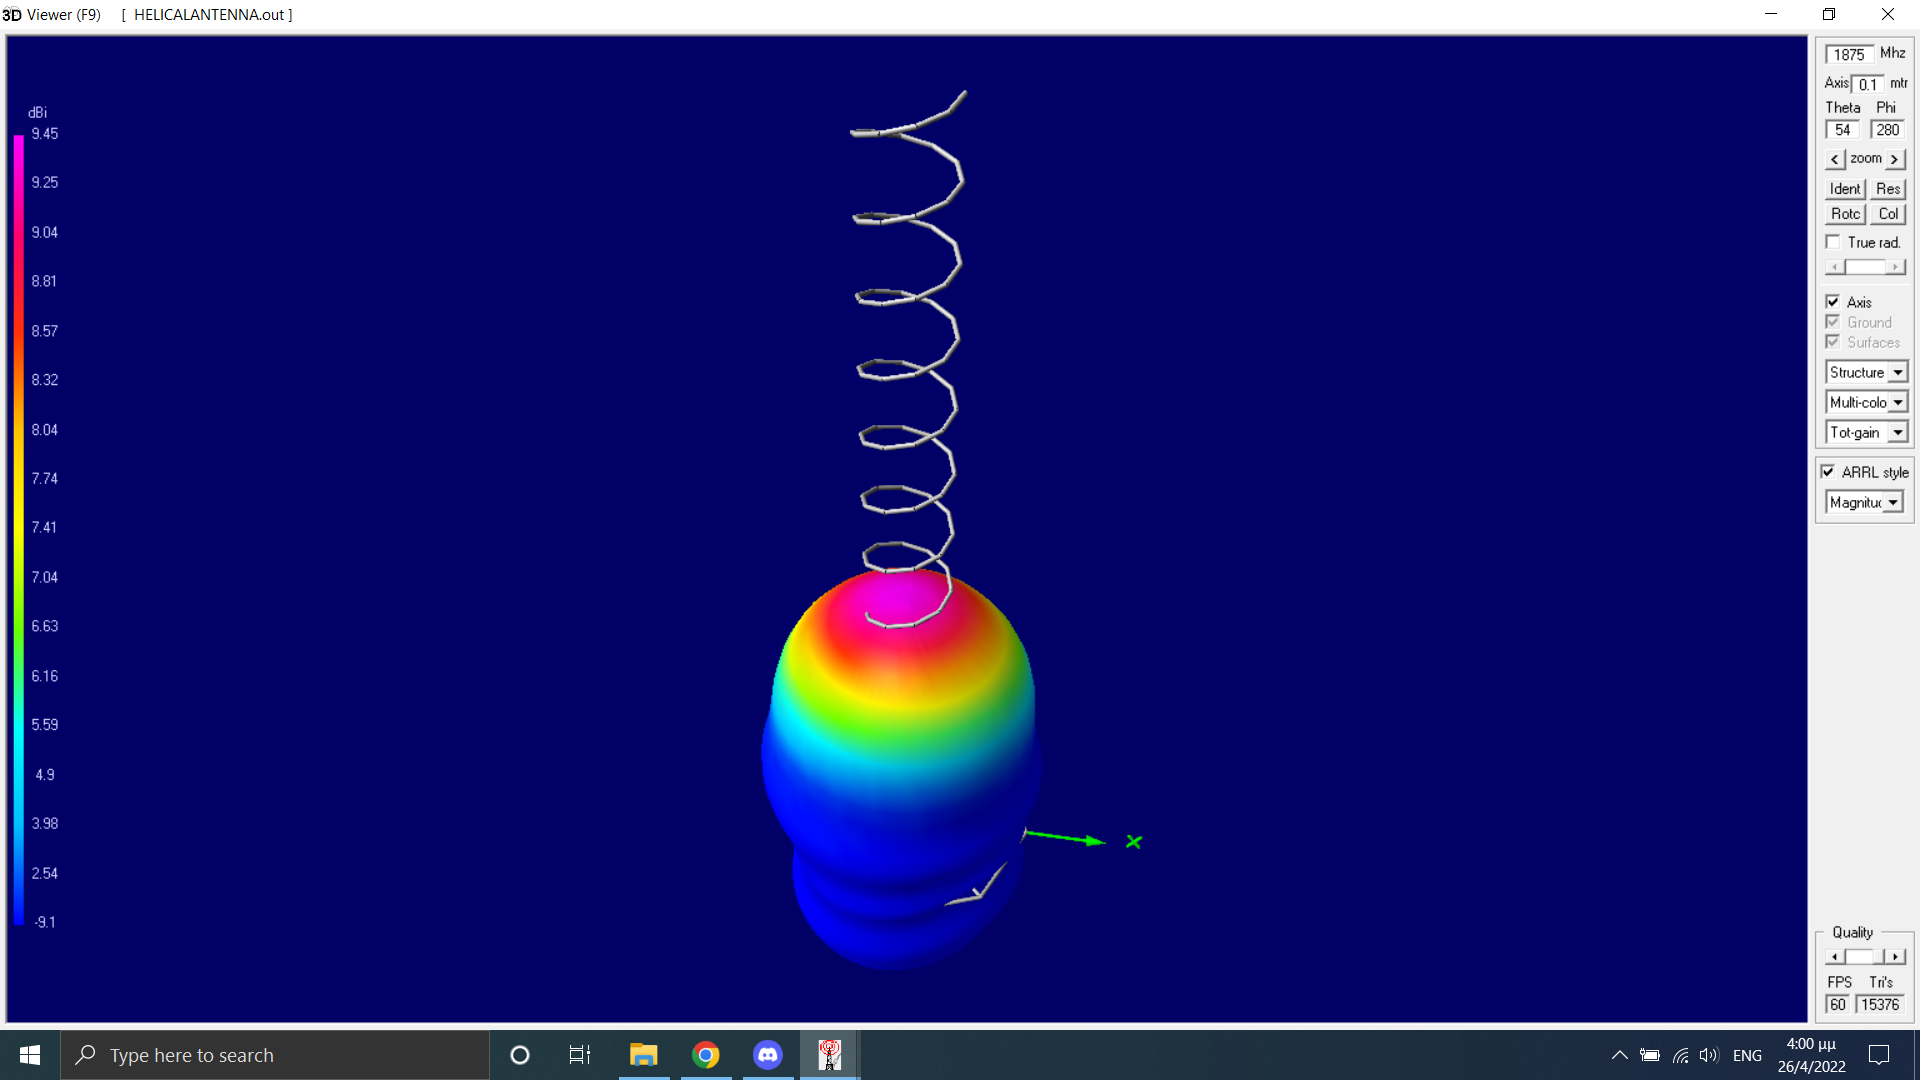 3D Viewer (F9) [ HELICALANTENNA.out ]
dBi
9.45
9.25
9.04
8.81
8.57
8.32
8.04
7.74
7.41
7.04
6.63
6.16
5.59
4.9
3.98
2.54
-9.1
X
1875 Mhz
Axis 0.1 mtr
Theta Phi
54 280
< zoom >
Ident Res
Rotc Col
True rad.
Axis
Ground
Surfaces
Structure
Multi-colo
Tot-gain
ARRL style
Magnituc
Quality
FPS Tri's
60 15376
Type here to search
ENG
4:00 μμ
26/4/2022